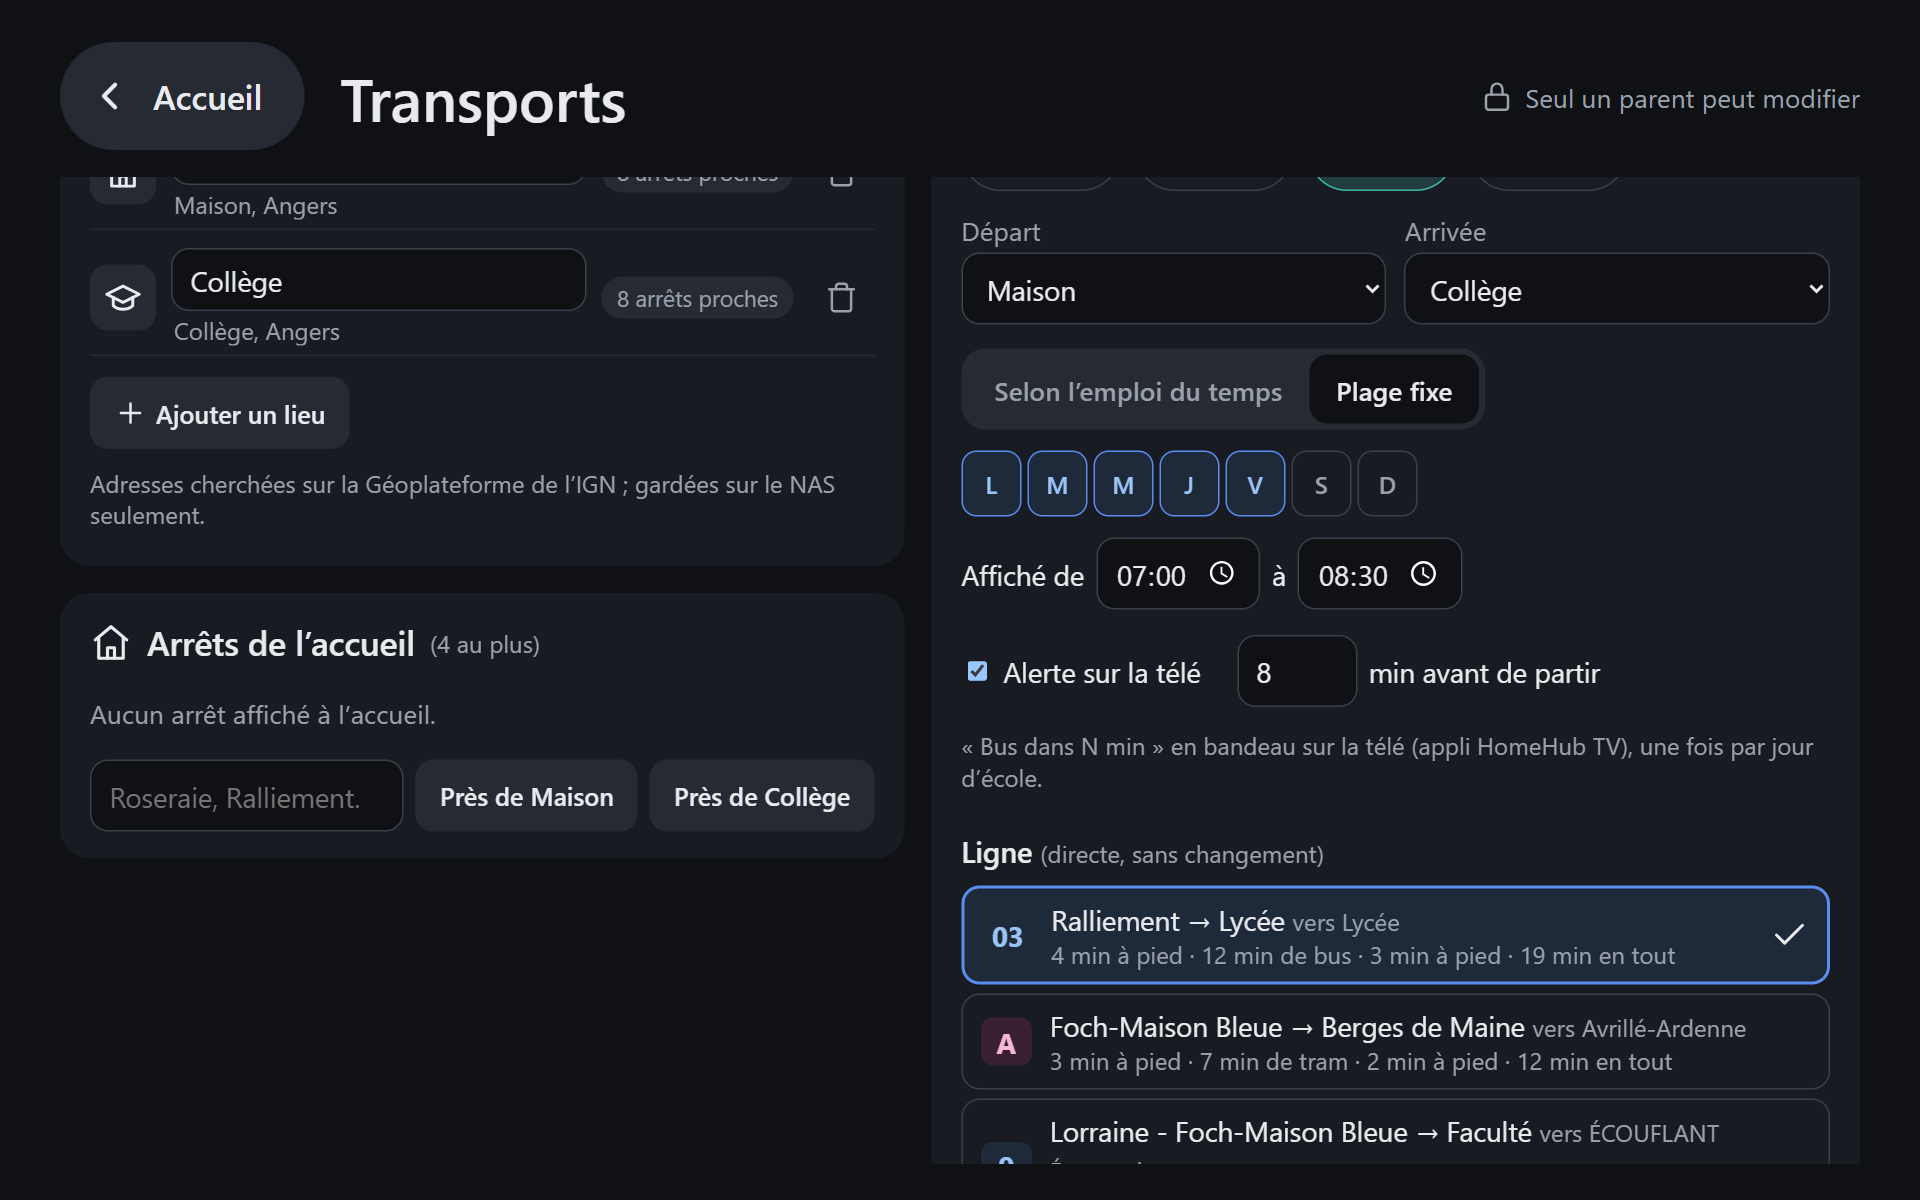 Accueil
Transports
Seul un parent peut modifier
8 arrêts proches
Maison, Angers
Collège
8 arrêts proches
Collège, Angers
Ajouter un lieu
Adresses cherchées sur la Géoplateforme de l’IGN ; gardées sur le NAS
seulement.
Arrêts de l’accueil (4 au plus)
Aucun arrêt affiché à l’accueil.
Roseraie, Ralliement.
Près de Maison
Près de Collège
Départ
Arrivée
Maison
Collège
Selon l’emploi du temps
Plage fixe
L M M J V S D
Affiché de 07:00 à 08:30
Alerte sur la télé 8 min avant de partir
« Bus dans N min » en bandeau sur la télé (appli HomeHub TV), une fois par jour
d’école.
Ligne (directe, sans changement)
03
Ralliement → Lycée vers Lycée
4 min à pied · 12 min de bus · 3 min à pied · 19 min en tout
A
Foch-Maison Bleue → Berges de Maine vers Avrillé-Ardenne
3 min à pied · 7 min de tram · 2 min à pied · 12 min en tout
Lorraine - Foch-Maison Bleue → Faculté vers ÉCOUFLANT